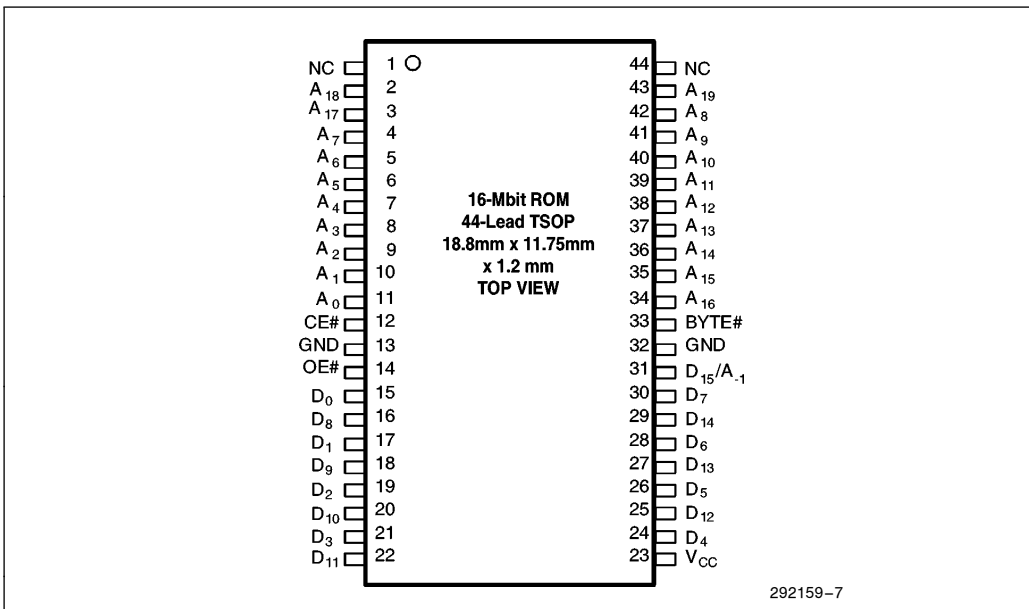 NC 1 44 NC
A18 2 43 A19
A17 3 42 A8
A7 4 41 A9
A6 5 40 A10
A5 6 39 A11
A4 7 38 A12
A3 8 37 A13
A2 9 36 A14
A1 10 35 A15
A0 11 34 A16
CE# 12 33 BYTE#
GND 13 32 GND
OE# 14 31 D15/A-1
D0 15 30 D7
D8 16 29 D14
D1 17 28 D6
D9 18 27 D13
D2 19 26 D5
D10 20 25 D12
D3 21 24 D4
D11 22 23 VCC
16-Mbit ROM
44-Lead TSOP
18.8mm x 11.75mm
x 1.2 mm
TOP VIEW
292159-7